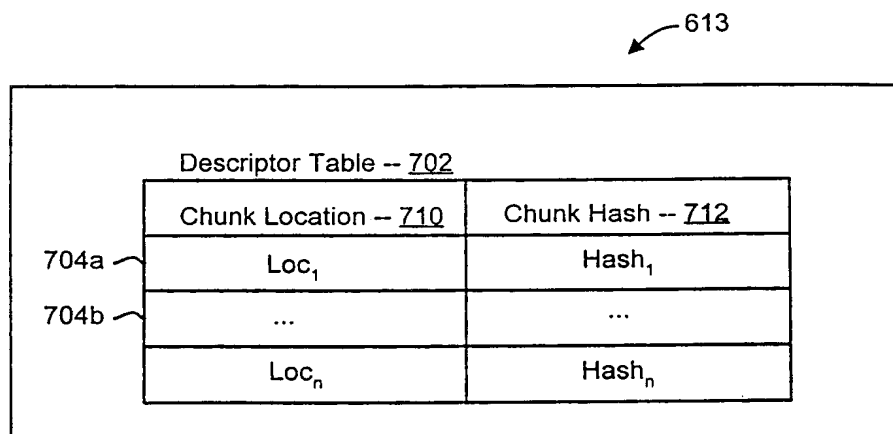 613
Descriptor Table -- 702
Chunk Location -- 710 Chunk Hash -- 712
704a Loc₁ Hash₁
704b ... ...
Locₙ Hashₙ